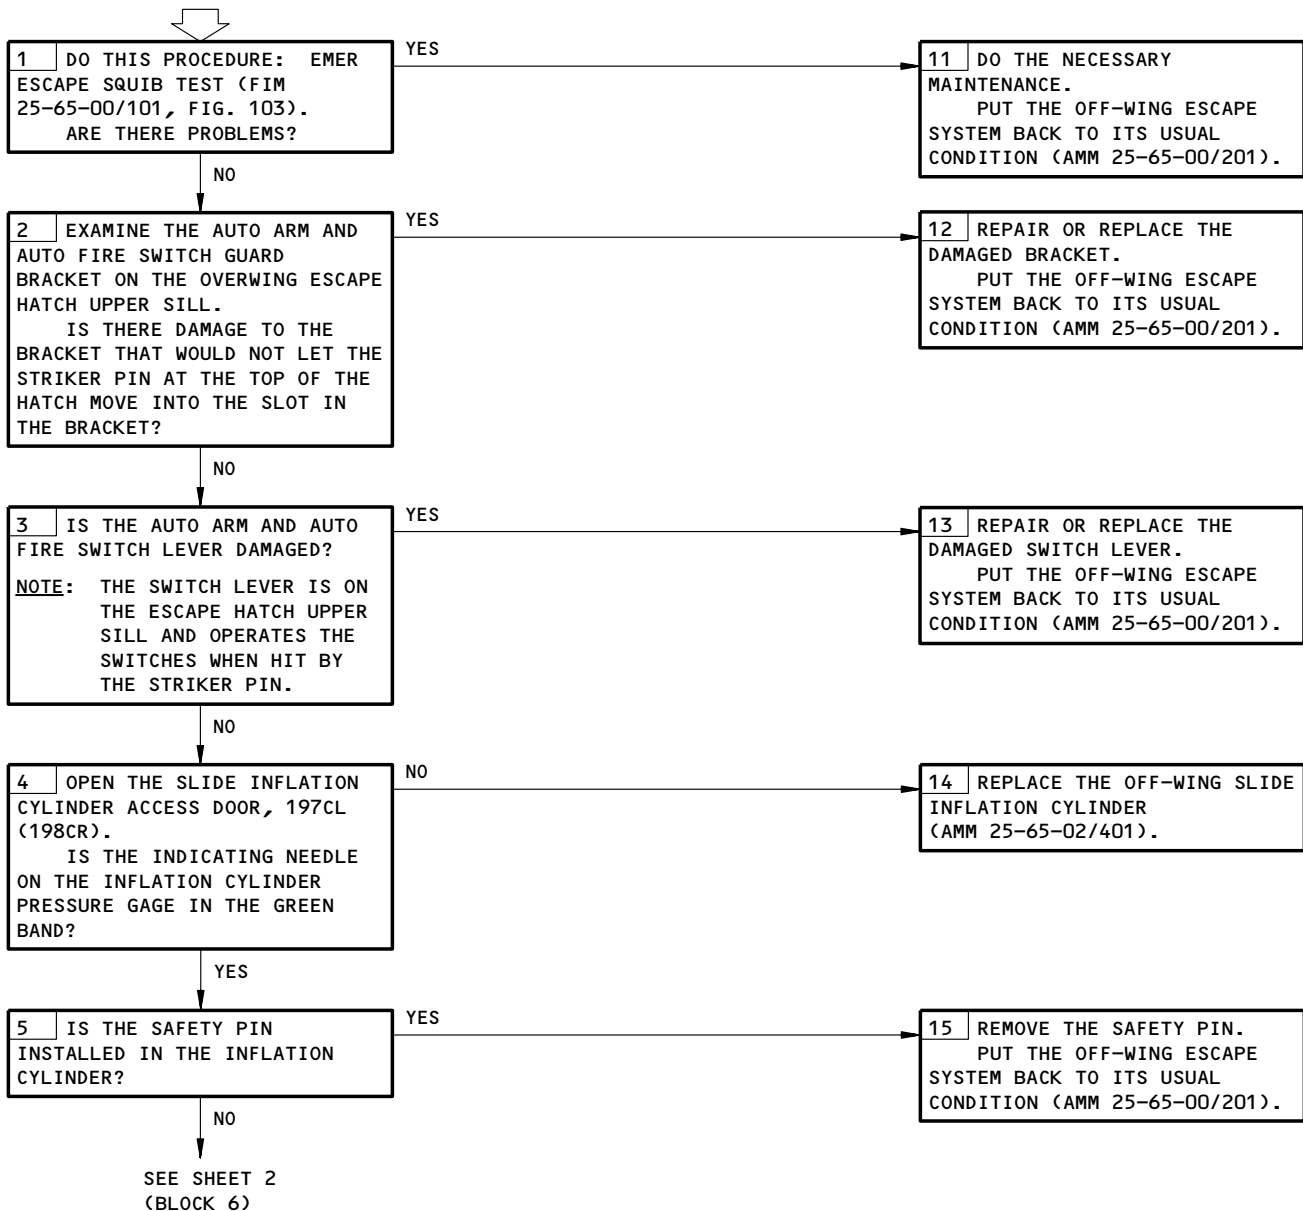 1 DO THIS PROCEDURE: EMER
ESCAPE SQUIB TEST (FIM
25-65-00/101, FIG. 103).
ARE THERE PROBLEMS?
YES
11 DO THE NECESSARY
MAINTENANCE.
PUT THE OFF-WING ESCAPE
SYSTEM BACK TO ITS USUAL
CONDITION (AMM 25-65-00/201).
NO
2 EXAMINE THE AUTO ARM AND
AUTO FIRE SWITCH GUARD
BRACKET ON THE OVERWING ESCAPE
HATCH UPPER SILL.
IS THERE DAMAGE TO THE
BRACKET THAT WOULD NOT LET THE
STRIKER PIN AT THE TOP OF THE
HATCH MOVE INTO THE SLOT IN
THE BRACKET?
YES
12 REPAIR OR REPLACE THE
DAMAGED BRACKET.
PUT THE OFF-WING ESCAPE
SYSTEM BACK TO ITS USUAL
CONDITION (AMM 25-65-00/201).
NO
3 IS THE AUTO ARM AND AUTO
FIRE SWITCH LEVER DAMAGED?
NOTE: THE SWITCH LEVER IS ON
THE ESCAPE HATCH UPPER
SILL AND OPERATES THE
SWITCHES WHEN HIT BY
THE STRIKER PIN.
YES
13 REPAIR OR REPLACE THE
DAMAGED SWITCH LEVER.
PUT THE OFF-WING ESCAPE
SYSTEM BACK TO ITS USUAL
CONDITION (AMM 25-65-00/201).
NO
4 OPEN THE SLIDE INFLATION
CYLINDER ACCESS DOOR, 197CL
(198CR).
IS THE INDICATING NEEDLE
ON THE INFLATION CYLINDER
PRESSURE GAGE IN THE GREEN
BAND?
NO
14 REPLACE THE OFF-WING SLIDE
INFLATION CYLINDER
(AMM 25-65-02/401).
YES
5 IS THE SAFETY PIN
INSTALLED IN THE INFLATION
CYLINDER?
YES
15 REMOVE THE SAFETY PIN.
PUT THE OFF-WING ESCAPE
SYSTEM BACK TO ITS USUAL
CONDITION (AMM 25-65-00/201).
NO
SEE SHEET 2
(BLOCK 6)